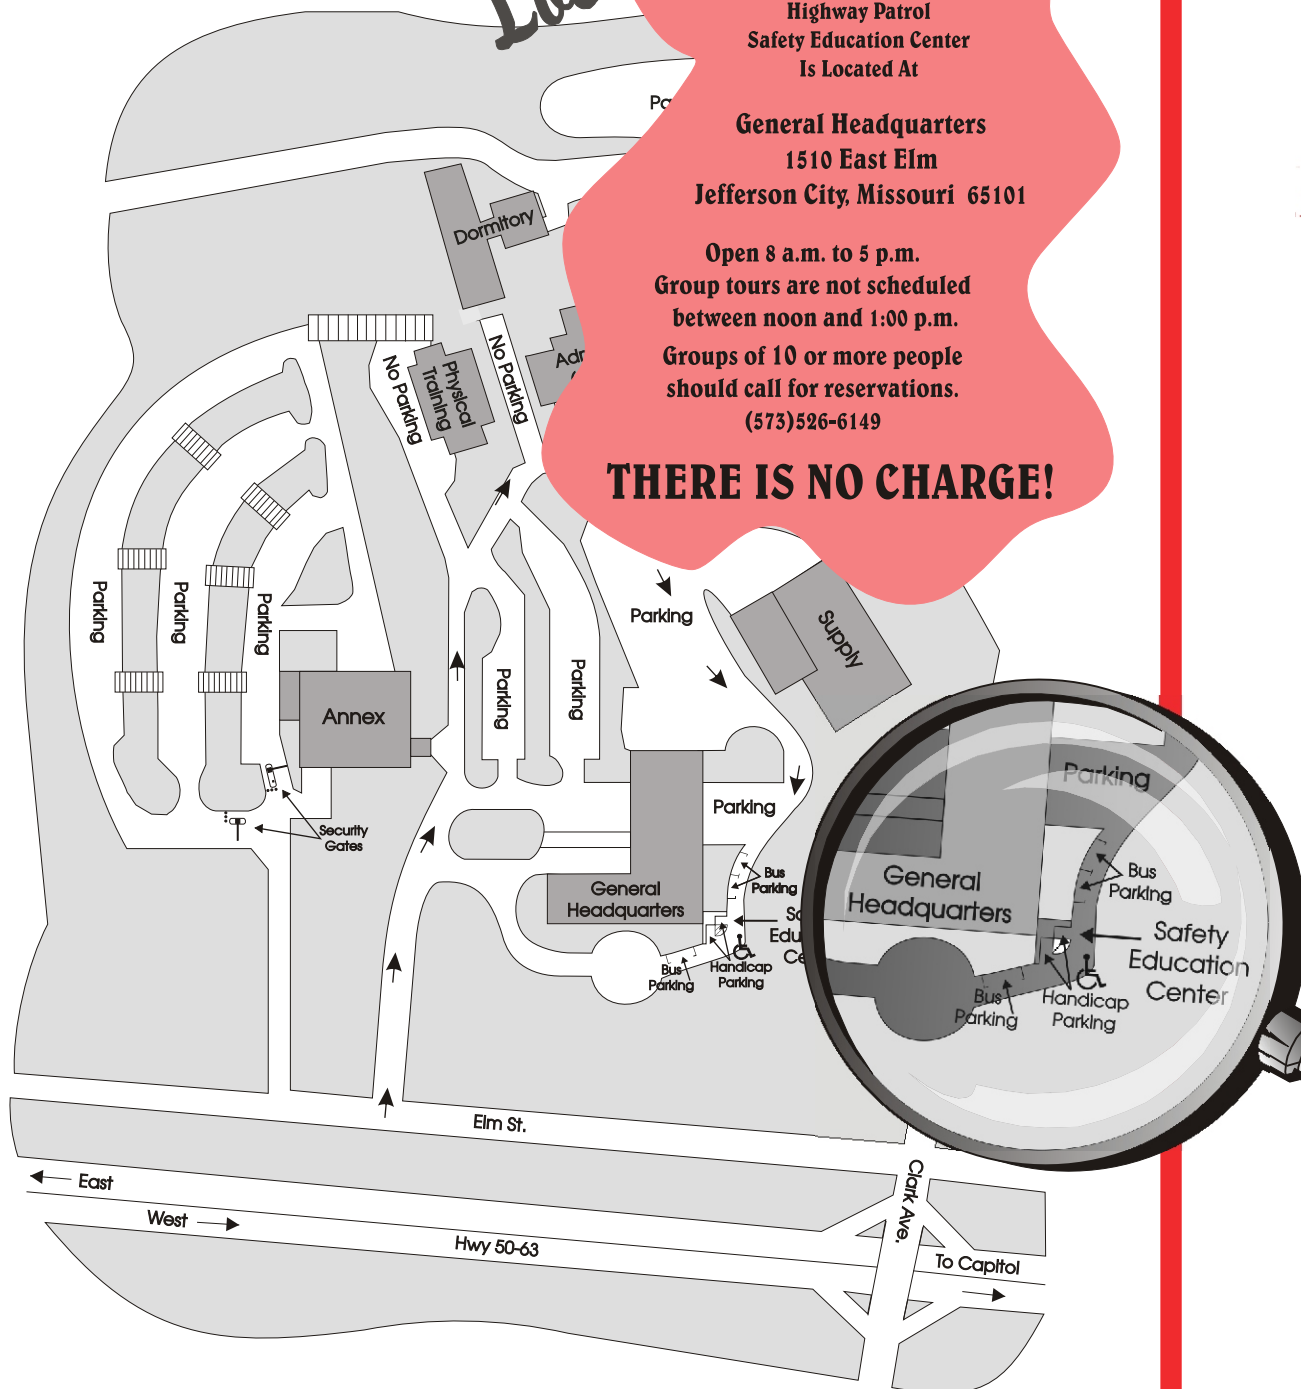 Highway Patrol
Safety Education Center
Is Located At
General Headquarters
1510 East Elm
Jefferson City, Missouri 65101
Open 8 a.m. to 5 p.m.
Group tours are not scheduled
between noon and 1:00 p.m.
Groups of 10 or more people
should call for reservations.
(573)526-6149
THERE IS NO CHARGE!
Dormitory
No Parking
Physical
Training
No Parking
Parking
Parking
Parking
Parking
Supply
Parking
Parking
Annex
Security
Gates
Parking
Bus
Parking
General
Headquarters
Bus
Parking
Handicap
Parking
Parking
General
Headquarters
Bus
Parking
Safety
Education
Center
Bus
Parking
Handicap
Parking
Elm St.
East
West
Hwy 50-63
Clark Ave.
To Capitol